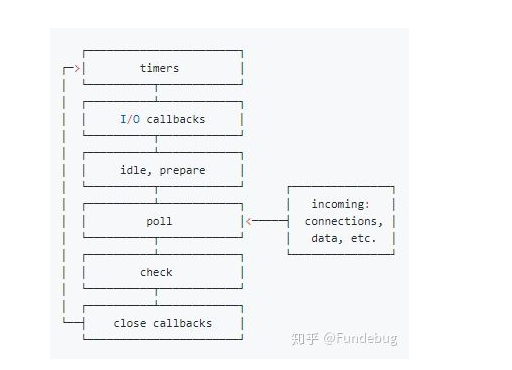 timers
I/O callbacks
idle, prepare
poll
incoming:
connections,
data, etc.
check
close callbacks
知乎 @Fundebug